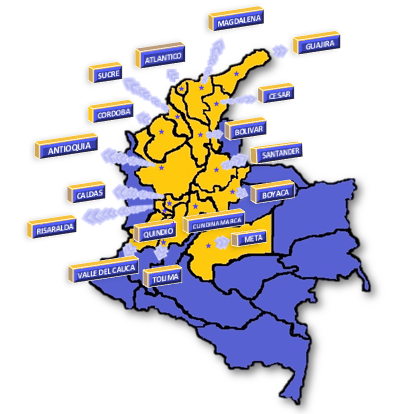 MAGDALENA
GUAJIRA
ATLANTICO
SUCRE
CESAR
CORDOBA
BOLIVAR
ANTIOQUIA
SANTANDER
CALDAS
BOYACA
RISARALDA
QUINDIO
CUNDINAMARCA
META
VALLE DEL CAUCA
TOLIMA